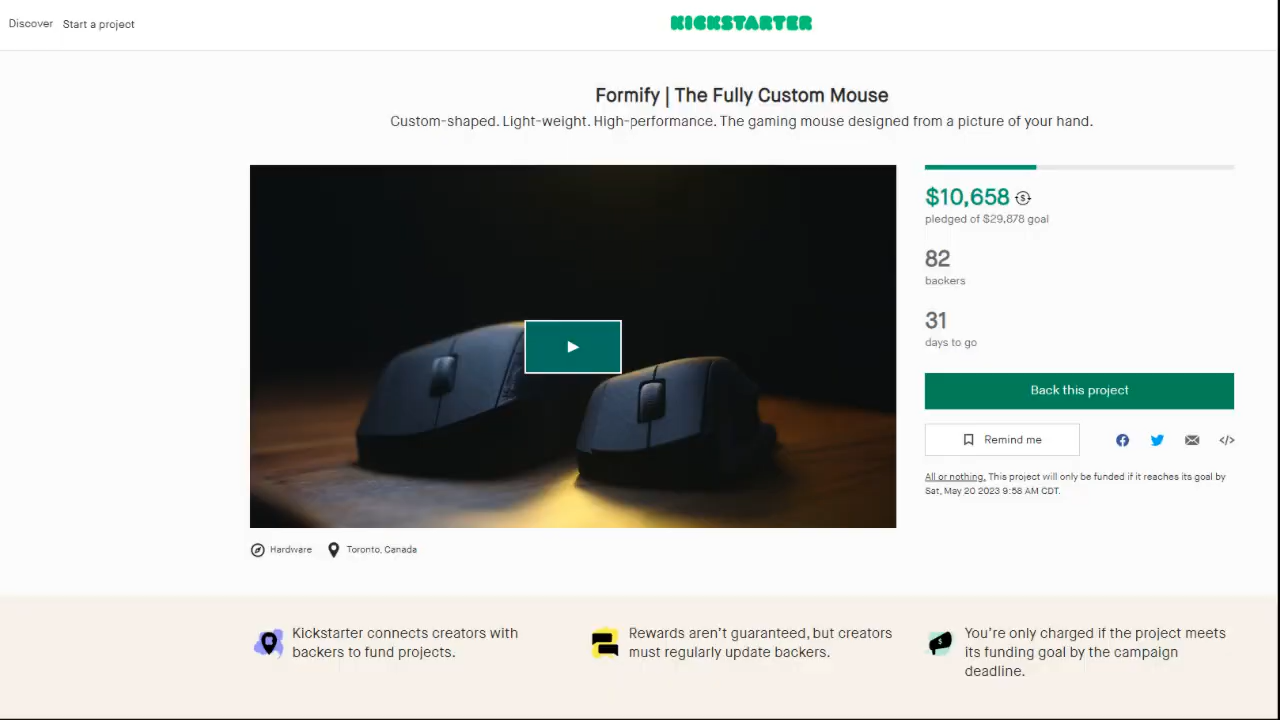 Discover Start a project
KICKSTARTER
Formify | The Fully Custom Mouse
Custom-shaped. Light-weight. High-performance. The gaming mouse designed from a picture of your hand.
$10,658
pledged of $29,878 goal
82
backers
31
days to go
Back this project
Remind me
All or nothing. This project will only be funded if it reaches its goal by
Sat, May 20 2023 9:58 AM CDT.
Hardware Toronto, Canada
Kickstarter connects creators with
backers to fund projects.
Rewards aren't guaranteed, but creators
must regularly update backers.
You're only charged if the project meets
its funding goal by the campaign
deadline.